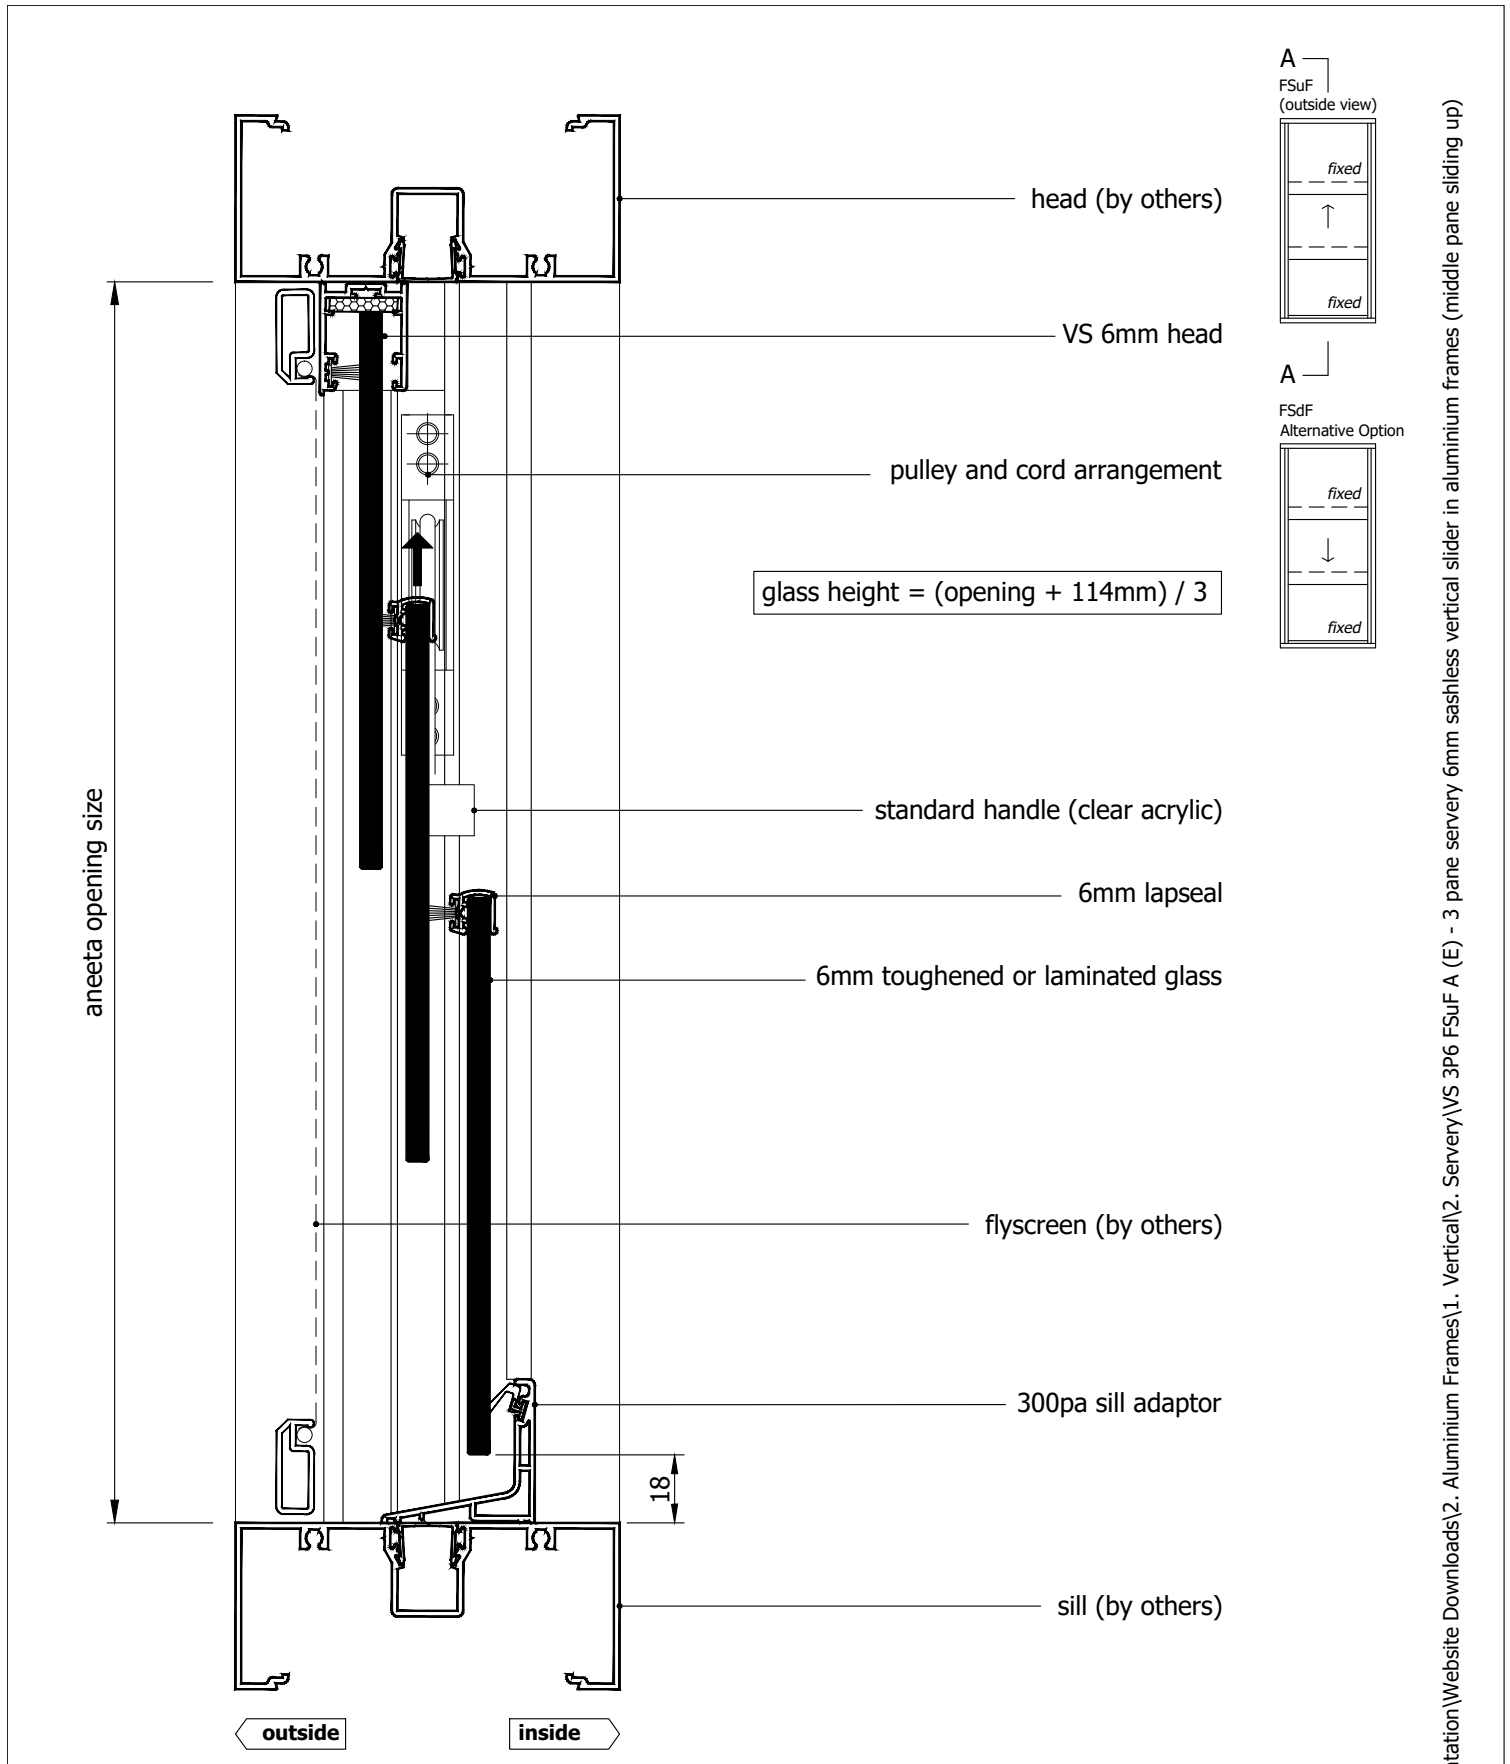 A
FSuF
(outside view)
fixed
fixed
A
FSdF
Alternative Option
fixed
fixed
head (by others)
VS 6mm head
pulley and cord arrangement
glass height = (opening + 114mm) / 3
standard handle (clear acrylic)
6mm lapseal
6mm toughened or laminated glass
flyscreen (by others)
300pa sill adaptor
18
sill (by others)
aneeta opening size
outside
inside
\Website Downloads\2. Aluminium Frames\1. Vertical\2. Servery\VS 3P6 FSuF A (E) - 3 pane servery 6mm sashless vertical slider in aluminium frames (middle pane sliding up)